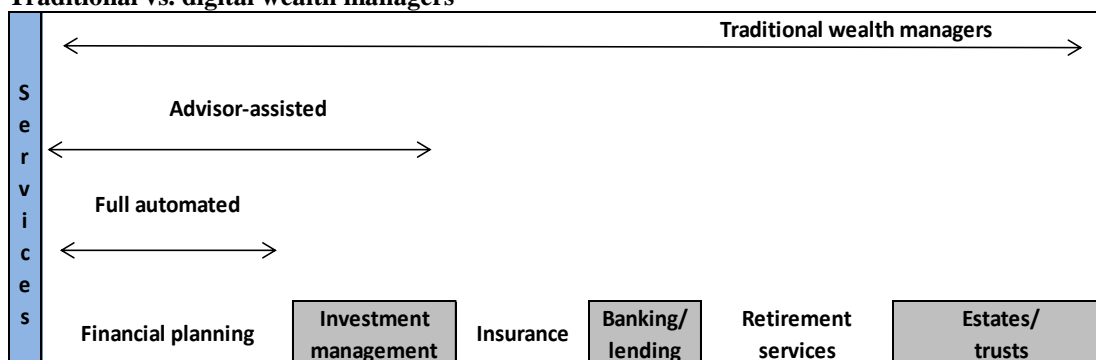 Traditional vs. digital wealth managers
Traditional wealth managers
Services
Advisor-assisted
Full automated
Financial planning
Investment
management
Insurance
Banking/
lending
Retirement
services
Estates/
trusts